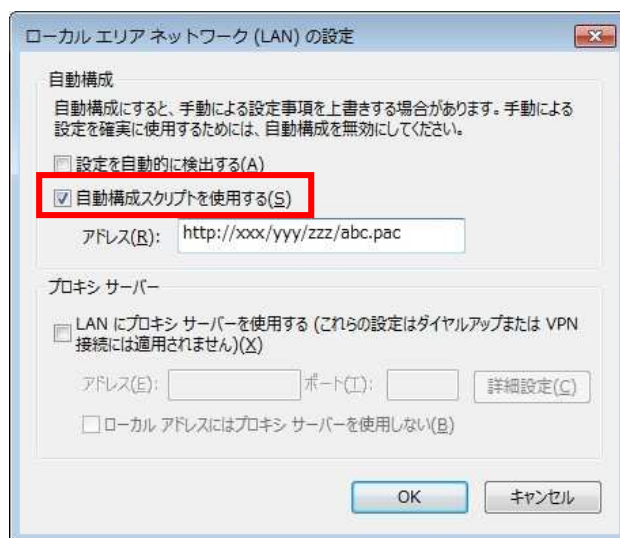 ローカル エリア ネットワーク (LAN) の設定
自動構成
自動構成にすると、手動による設定事項を上書きする場合があります。手動による
設定を確実に使用するためには、自動構成を無効にしてください。
設定を自動的に検出する(A)
自動構成スクリプトを使用する(S)
アドレス(R): http://xxx/yyy/zzz/abc.pac
プロキシ サーバー
LAN にプロキシ サーバーを使用する (これらの設定はダイヤルアップまたは VPN
接続には適用されません)(X)
アドレス(E): ポート(T): 詳細設定(C)
ローカル アドレスにはプロキシ サーバーを使用しない(B)
OK キャンセル